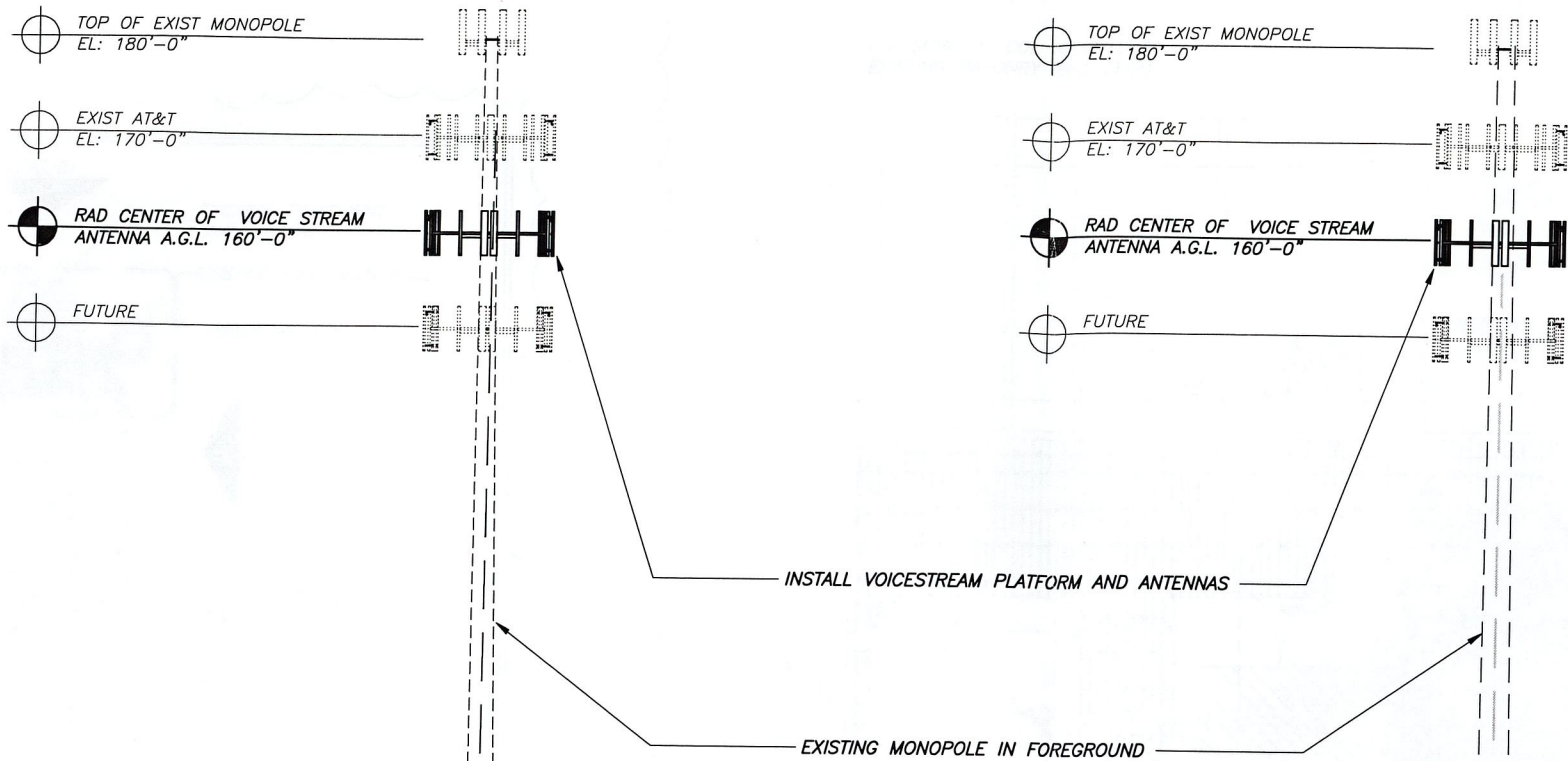 TOP OF EXIST MONOPOLE
EL: 180'-0"
EXIST AT&T
EL: 170'-0"
RAD CENTER OF VOICE STREAM
ANTENNA A.G.L. 160'-0"
FUTURE
TOP OF EXIST MONOPOLE
EL: 180'-0"
EXIST AT&T
EL: 170'-0"
RAD CENTER OF VOICE STREAM
ANTENNA A.G.L. 160'-0"
FUTURE
INSTALL VOICESTREAM PLATFORM AND ANTENNAS
EXISTING MONOPOLE IN FOREGROUND